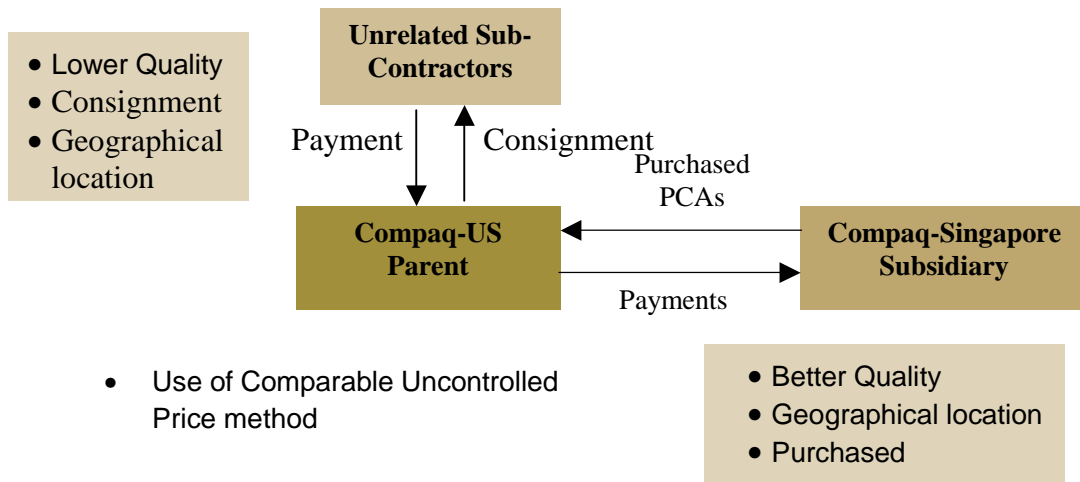 Unrelated Sub-
Contractors
• Lower Quality
• Consignment
• Geographical
location
Payment
Consignment
Purchased
PCAs
Compaq-US
Parent
Compaq-Singapore
Subsidiary
Payments
• Use of Comparable Uncontrolled
Price method
• Better Quality
• Geographical location
• Purchased